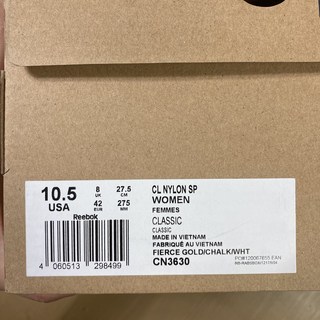 10.5
USA
8
UK
27.5
CM
42
EUR
275
MM
Reebok
4 060513 298499
CL NYLON SP
WOMEN
FEMMES
CLASSIC
CLASSIC
MADE IN VIETNAM
FABRIQUÉ AU VIETNAM
FIERCE GOLD/CHALK/WHT
CN3630
EAN